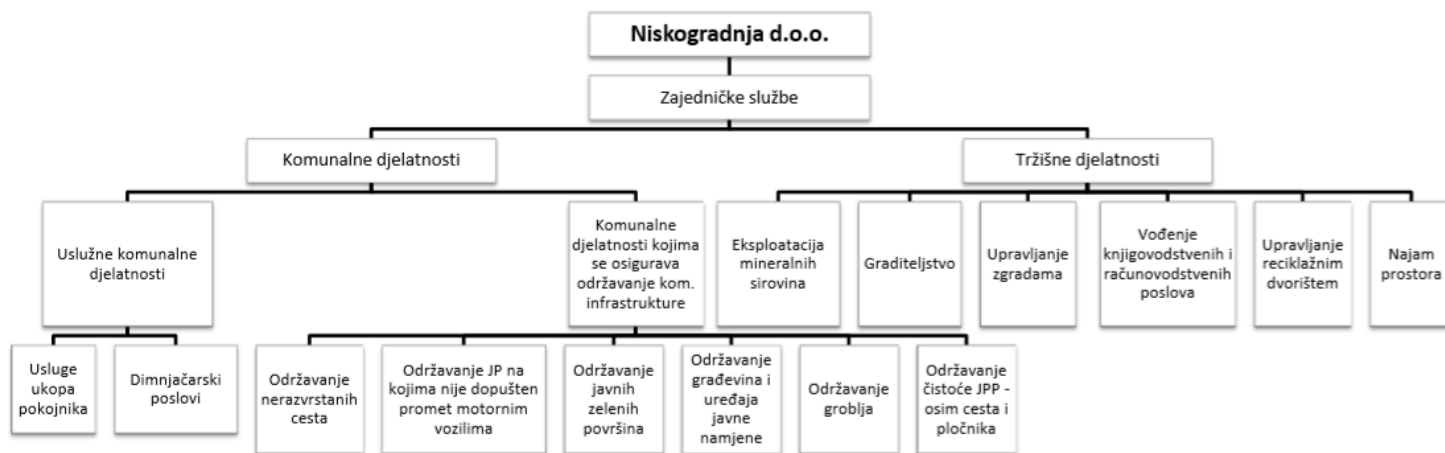 Niskogradnja d.o.o.
Zajedničke službe
Komunalne djelatnosti
Tržišne djelatnosti
Uslužne komunalne
djelatnosti
Komunalne
djelatnosti kojima
se osigurava
održavanje kom.
infrastrukture
Eksploatacija
mineralnih
sirovina
Graditeljstvo
Upravljanje
zgradama
Vođenje
knjigovodstvenih i
računovodstvenih
poslova
Upravljanje
reciklažnim
dvorištem
Najam
prostora
Usluge
ukopa
pokojnika
Dimnjačarski
poslovi
Održavanje
nerazvrstanih
cesta
Održavanje JP na
kojima nije dopušten
promet motornim
vozilima
Održavanje
javnih
zelenih
površina
Održavanje
građevina i
uređaja
javne
namjene
Održavanje
groblja
Održavanje
čistoće JPP -
osim cesta i
pločnika